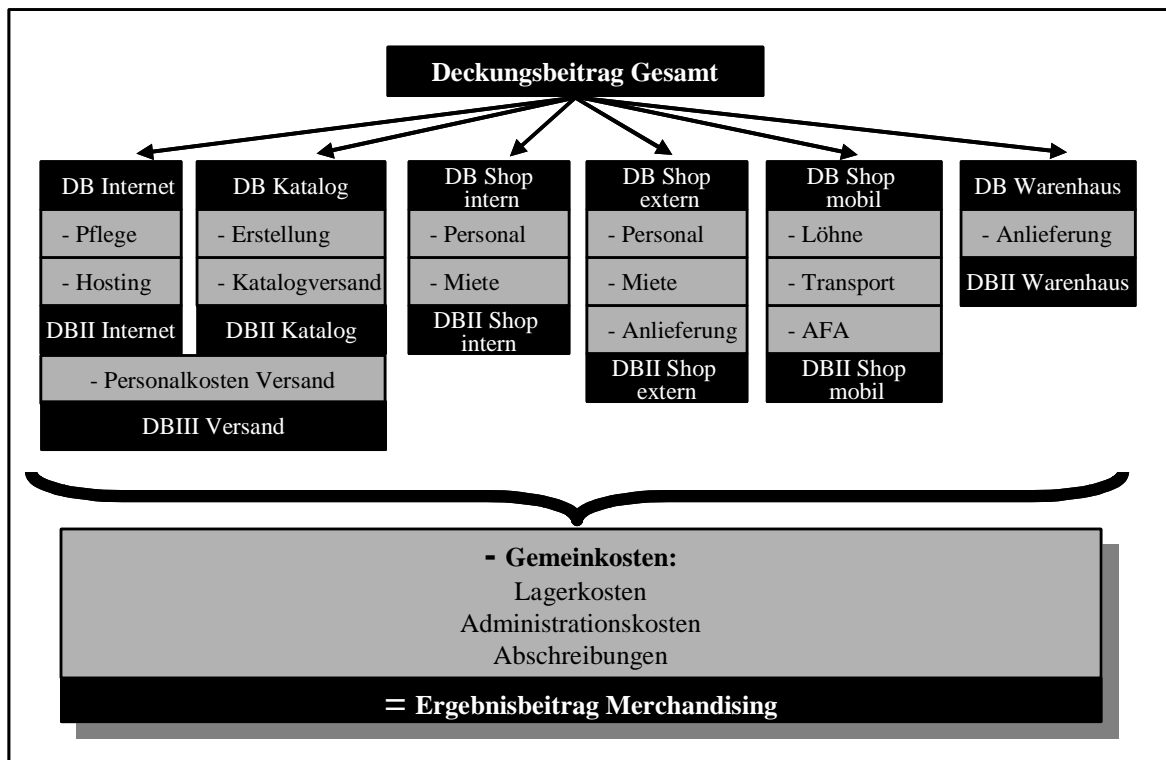 Deckungsbeitrag Gesamt
DB Internet
- Pflege
- Hosting
DBII Internet
DB Katalog
- Erstellung
- Katalogversand
DBII Katalog
- Personalkosten Versand
DBIII Versand
DB Shop
intern
- Personal
- Miete
DBII Shop
intern
DB Shop
extern
- Personal
- Miete
- Anlieferung
DBII Shop
extern
DB Shop
mobil
- Löhne
- Transport
- AFA
DBII Shop
mobil
DB Warenhaus
- Anlieferung
DBII Warenhaus
- Gemeinkosten:
Lagerkosten
Administrationskosten
Abschreibungen
= Ergebnisbeitrag Merchandising